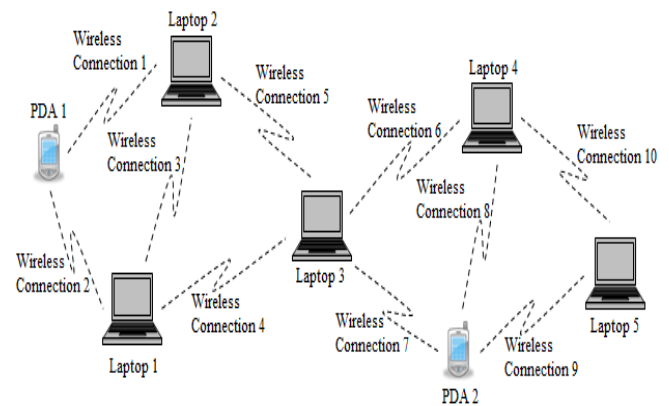 Laptop 2
Wireless
Connection 1
Wireless
Connection 5
Laptop 4
PDA 1
Wireless
Connection 3
Wireless
Connection 6
Wireless
Connection 10
Wireless
Connection 8
Wireless
Connection 2
Laptop 3
Wireless
Connection 4
Laptop 5
Wireless
Connection 7
Wireless
Connection 9
Laptop 1
PDA 2